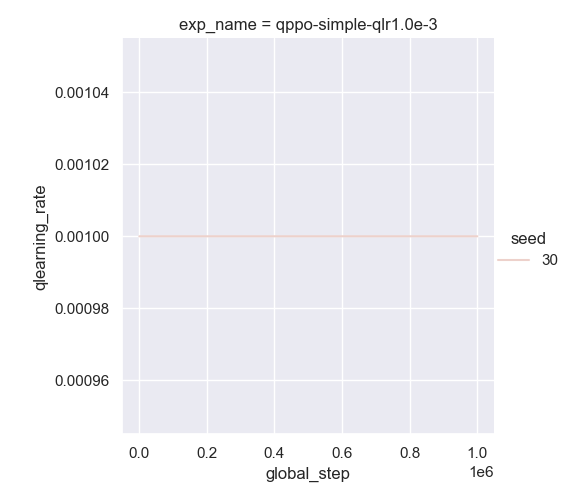 exp_name = qppo-simple-qlr1.0e-3
0.00104
0.00102
0.00100
0.00098
0.00096
qlearning_rate
0.0 0.2 0.4 0.6 0.8 1.0
1e6
global_step
seed
30